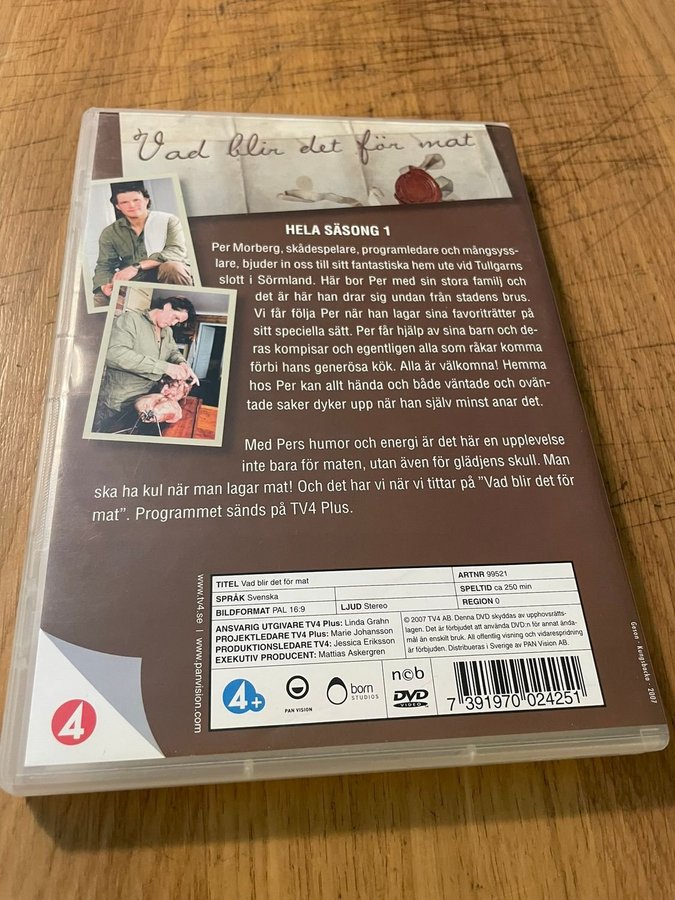 Vad blir det för mat
HELA SÄSONG 1
Per Morberg, skådespelare, programledare och mångsyss-
lare, bjuder in oss till sitt fantastiska hem ute vid Tullgarns
slott i Sörmland. Här bor Per med sin stora familj och
det är här han drar sig undan från stadens brus.
Vi får följa Per när han lagar sina favoriträtter på
sitt speciella sätt. Per får hjälp av sina barn och de-
ras kompisar och egentligen alla som råkar komma
förbi hans generösa kök. Alla är välkomna! Hemma
hos Per kan allt hända och både väntade och ovän-
tade saker dyker upp när han själv minst anar det.
Med Pers humor och energi är det här en upplevelse
inte bara för maten, utan även för glädjens skull. Man
ska ha kul när man lagar mat! Och det har vi när vi tittar på ”Vad blir det för
mat”. Programmet sänds på TV4 Plus.
www.tv4.se | www.panvision.com
TITEL Vad blir det för mat
ARTNR 99521
SPRÅK Svenska
SPELTID ca 250 min
BILDFORMAT PAL 16:9
LJUD Stereo
REGION 0
ANSVARIG UTGIVARE TV4 Plus: Linda Grahn
PROJEKTLEDARE TV4 Plus: Marie Johansson
PRODUKTIONSLEDARE TV4: Jessica Eriksson
EXEKUTIV PRODUCENT: Mattias Askergren
© 2007 TV4 AB. Denna DVD skyddas av upphovsrätts-
lagen. Det är förbjudet att använda DVD:n för annat ända-
mål än enskilt bruk. All offentlig visning och vidarespridning
är förbjuden. Distribueras i Sverige av PAN Vision AB.
4+
PAN VISION
born
STUDIOS
ncb
DVD
VIDEO
7 391970 024251
4
Geson - Kungsbacka - 2007